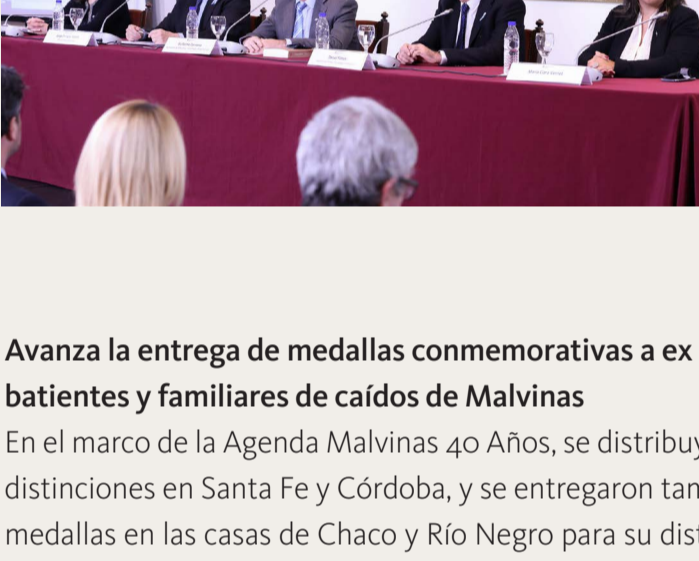 Avanza la entrega de medallas conmemorativas a ex
batientes y familiares de caídos de Malvinas
En el marco de la Agenda Malvinas 40 Años, se distribuy
distinciones en Santa Fe y Córdoba, y se entregaron tan
medallas en las casas de Chaco y Río Negro para su dist